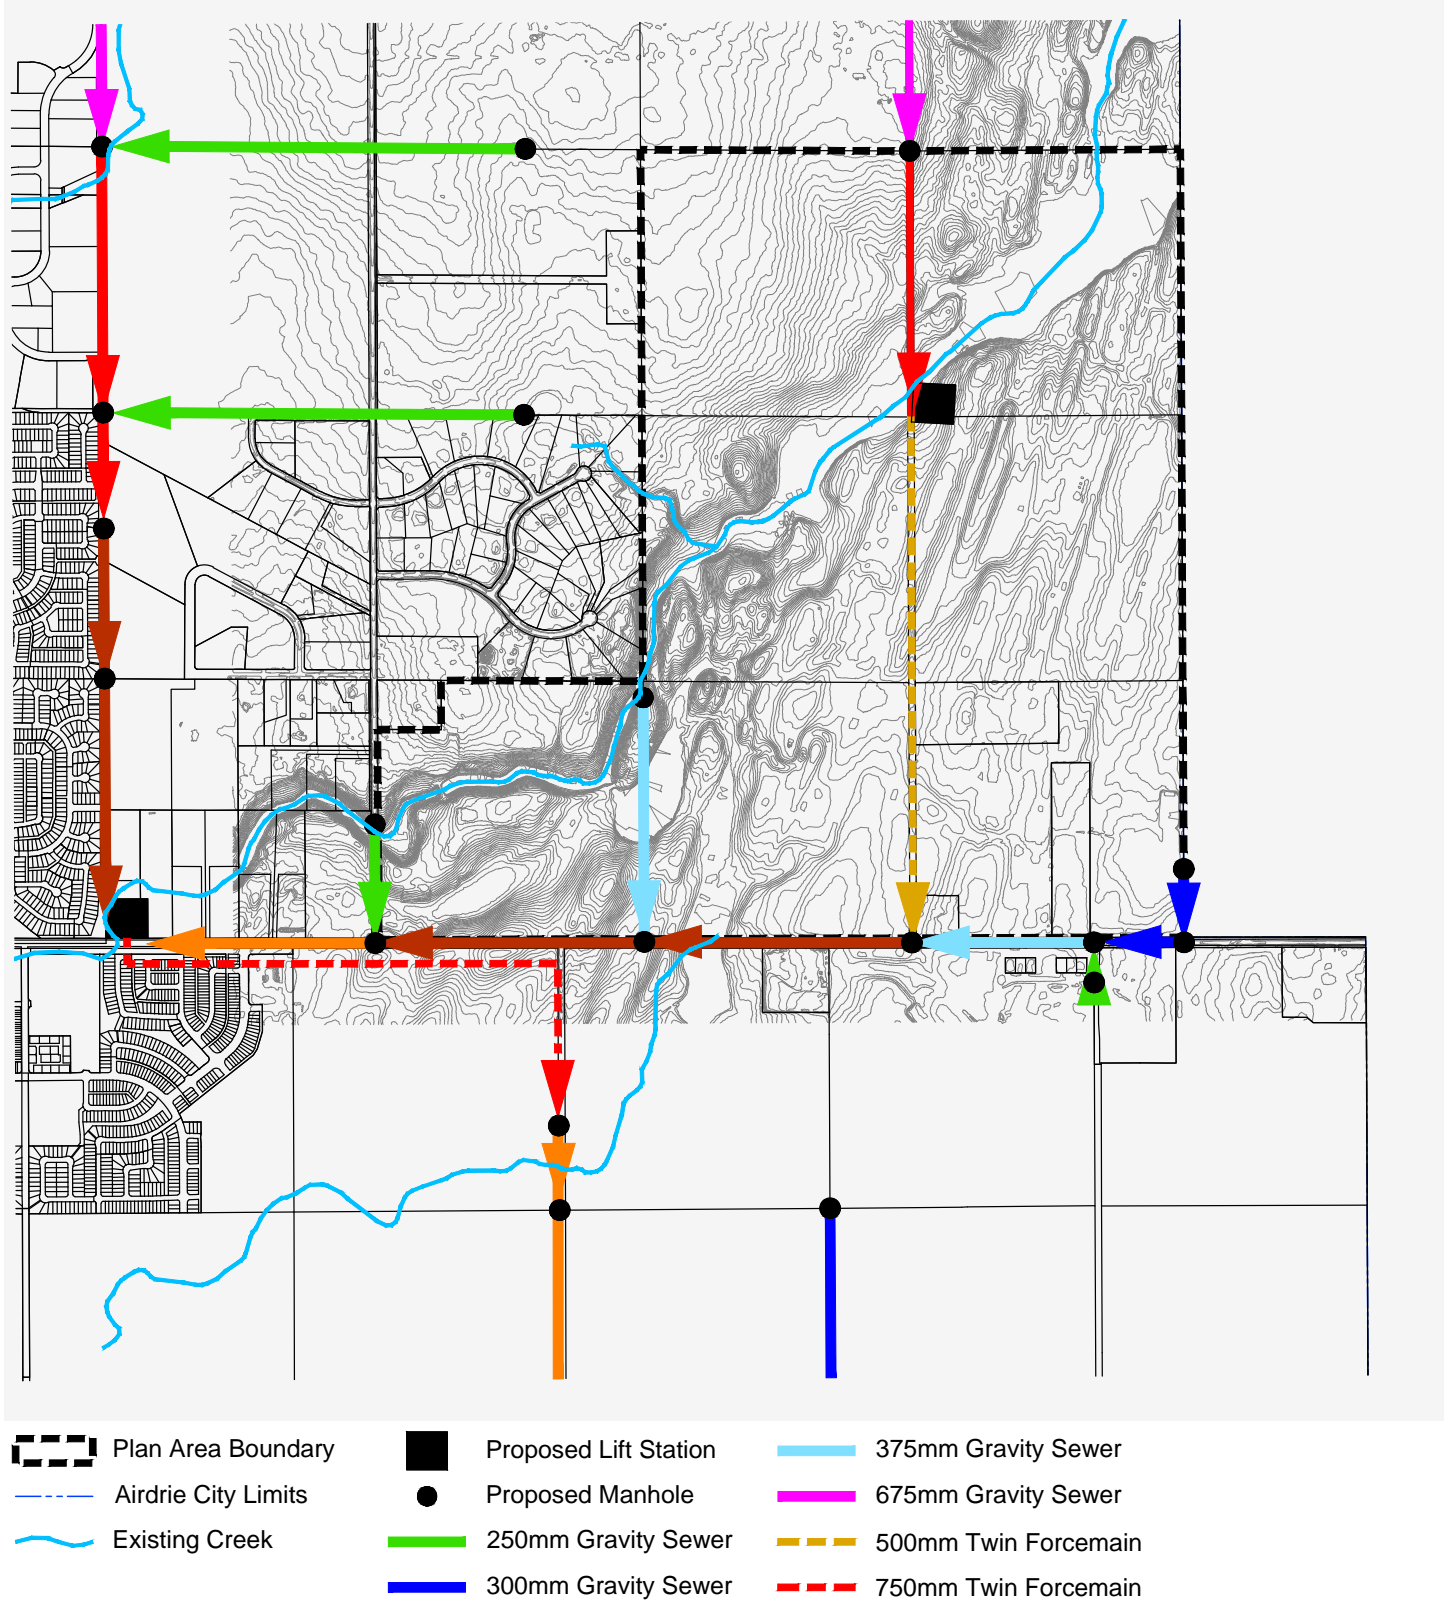 Plan Area Boundary
Airdrie City Limits
Existing Creek
Proposed Lift Station
Proposed Manhole
250mm Gravity Sewer
300mm Gravity Sewer
375mm Gravity Sewer
675mm Gravity Sewer
500mm Twin Forcemain
750mm Twin Forcemain